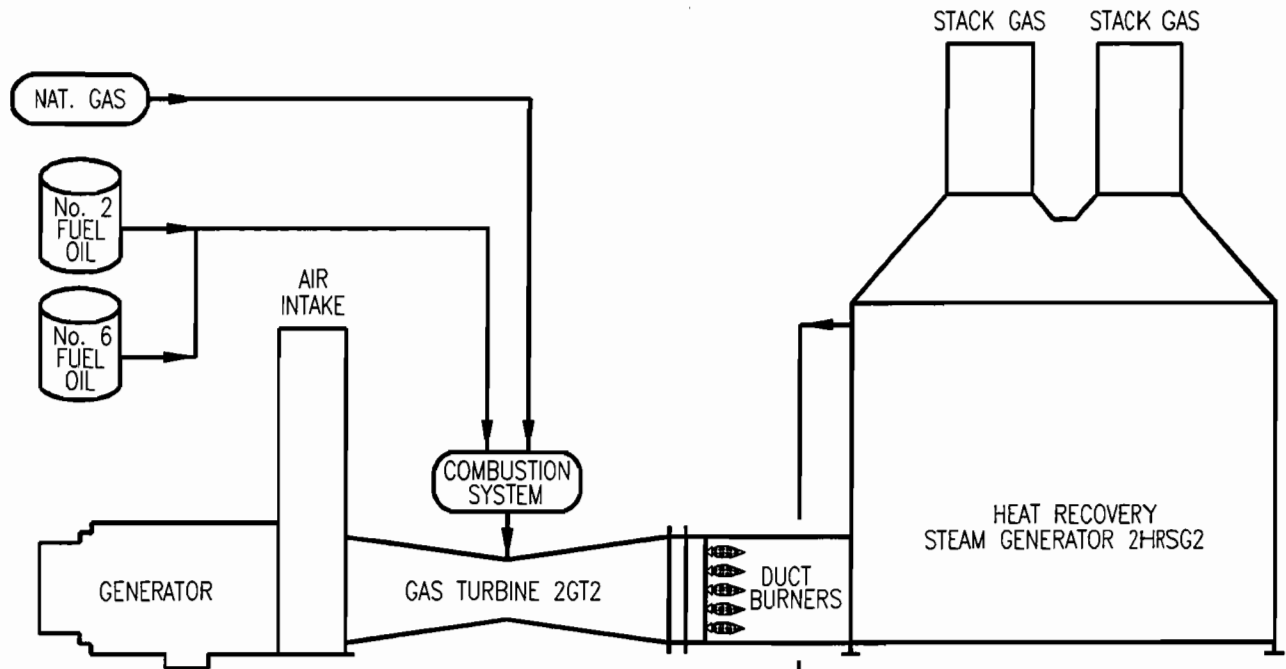 STACK GAS
STACK GAS
NAT. GAS
No. 2
FUEL
OIL
AIR
INTAKE
No. 6
FUEL
OIL
COMBUSTION
SYSTEM
HEAT RECOVERY
STEAM GENERATOR 2HRSG2
GENERATOR
GAS TURBINE 2GT2
DUCT
BURNERS